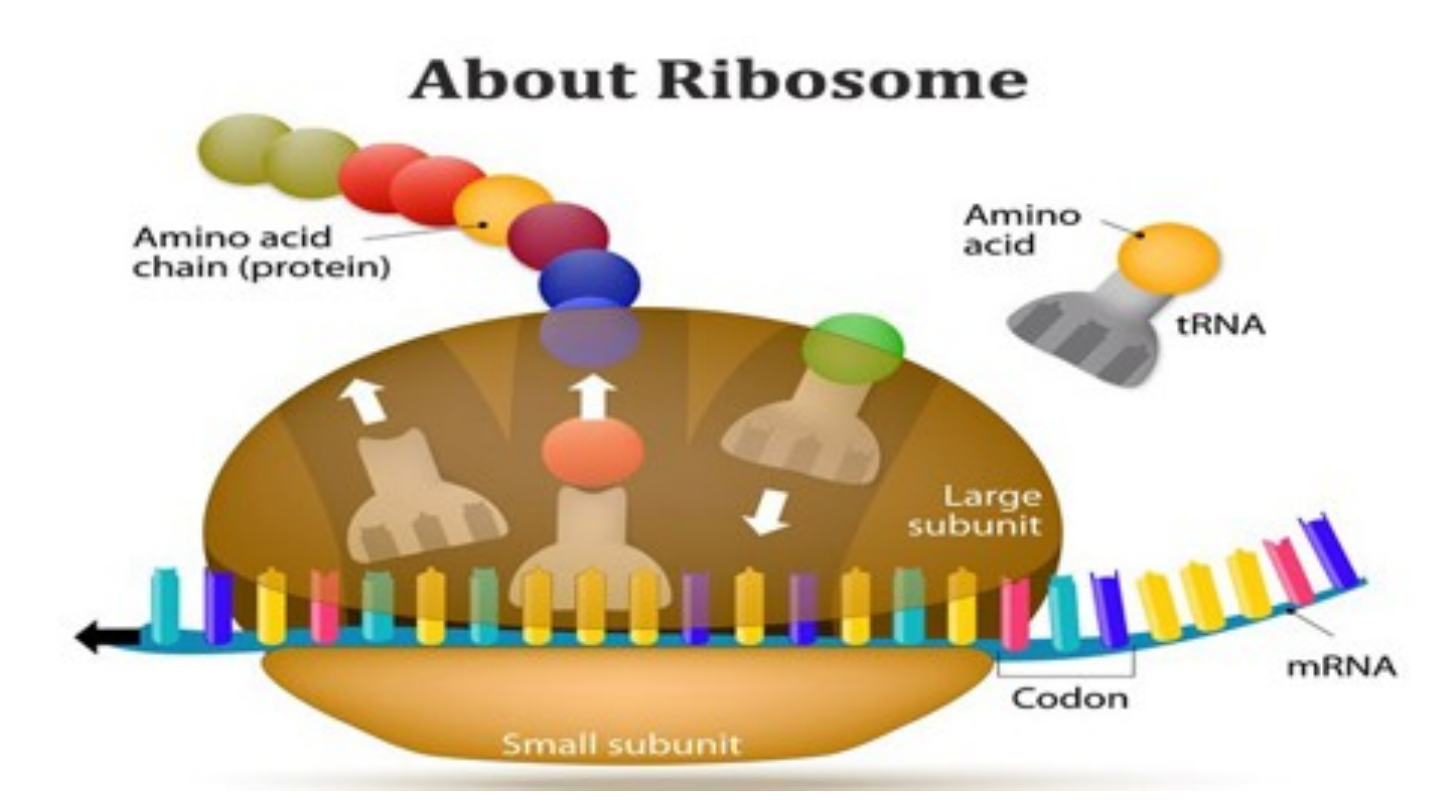 About Ribosome
Amino acid
chain (protein)
Amino
acid
tRNA
Large
subunit
mRNA
Codon
Small subunit